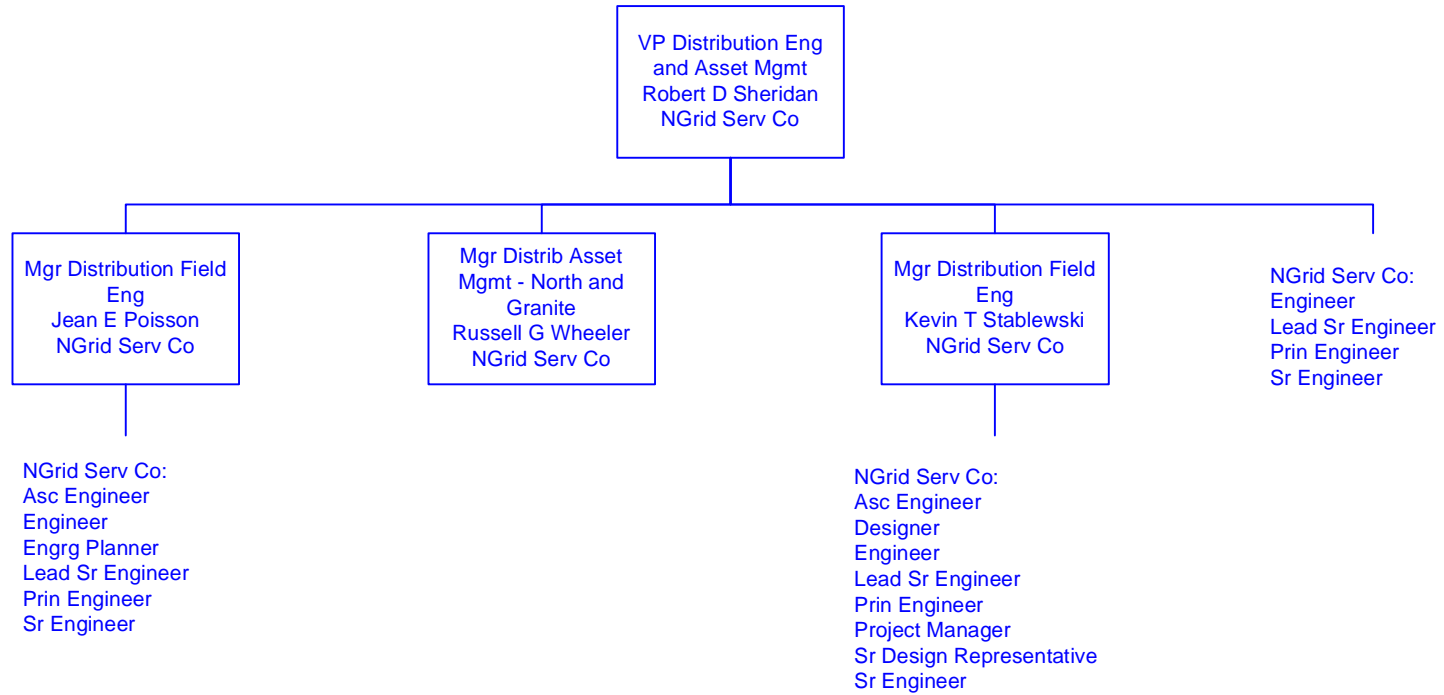 VP Distribution Eng
and Asset Mgmt
Robert D Sheridan
NGrid Serv Co
Mgr Distribution Field
Eng
Jean E Poisson
NGrid Serv Co
Mgr Distrib Asset
Mgmt - North and
Granite
Russell G Wheeler
NGrid Serv Co
Mgr Distribution Field
Eng
Kevin T Stablewski
NGrid Serv Co
NGrid Serv Co:
Engineer
Lead Sr Engineer
Prin Engineer
Sr Engineer
NGrid Serv Co:
Asc Engineer
Engineer
Engrg Planner
Lead Sr Engineer
Prin Engineer
Sr Engineer
NGrid Serv Co:
Asc Engineer
Designer
Engineer
Lead Sr Engineer
Prin Engineer
Project Manager
Sr Design Representative
Sr Engineer